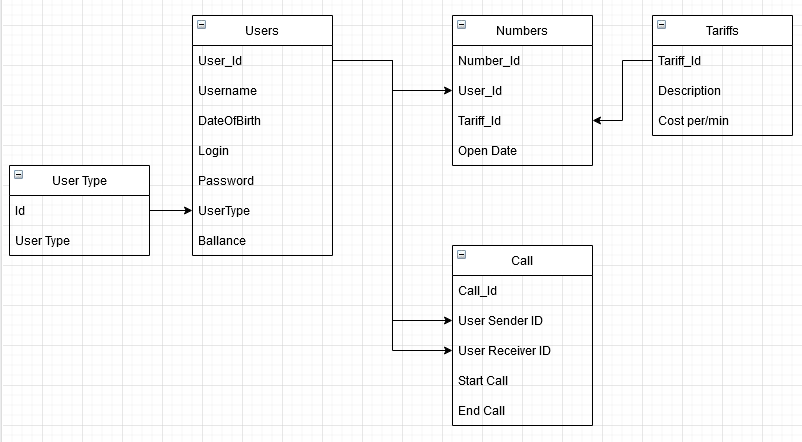 Users
User_Id
Username
DateOfBirth
Login
Password
UserType
Ballance
Numbers
Number_Id
User_Id
Tariff_Id
Open Date
Tariffs
Tariff_Id
Description
Cost per/min
User Type
Id
User Type
Call
Call_Id
User Sender ID
User Receiver ID
Start Call
End Call